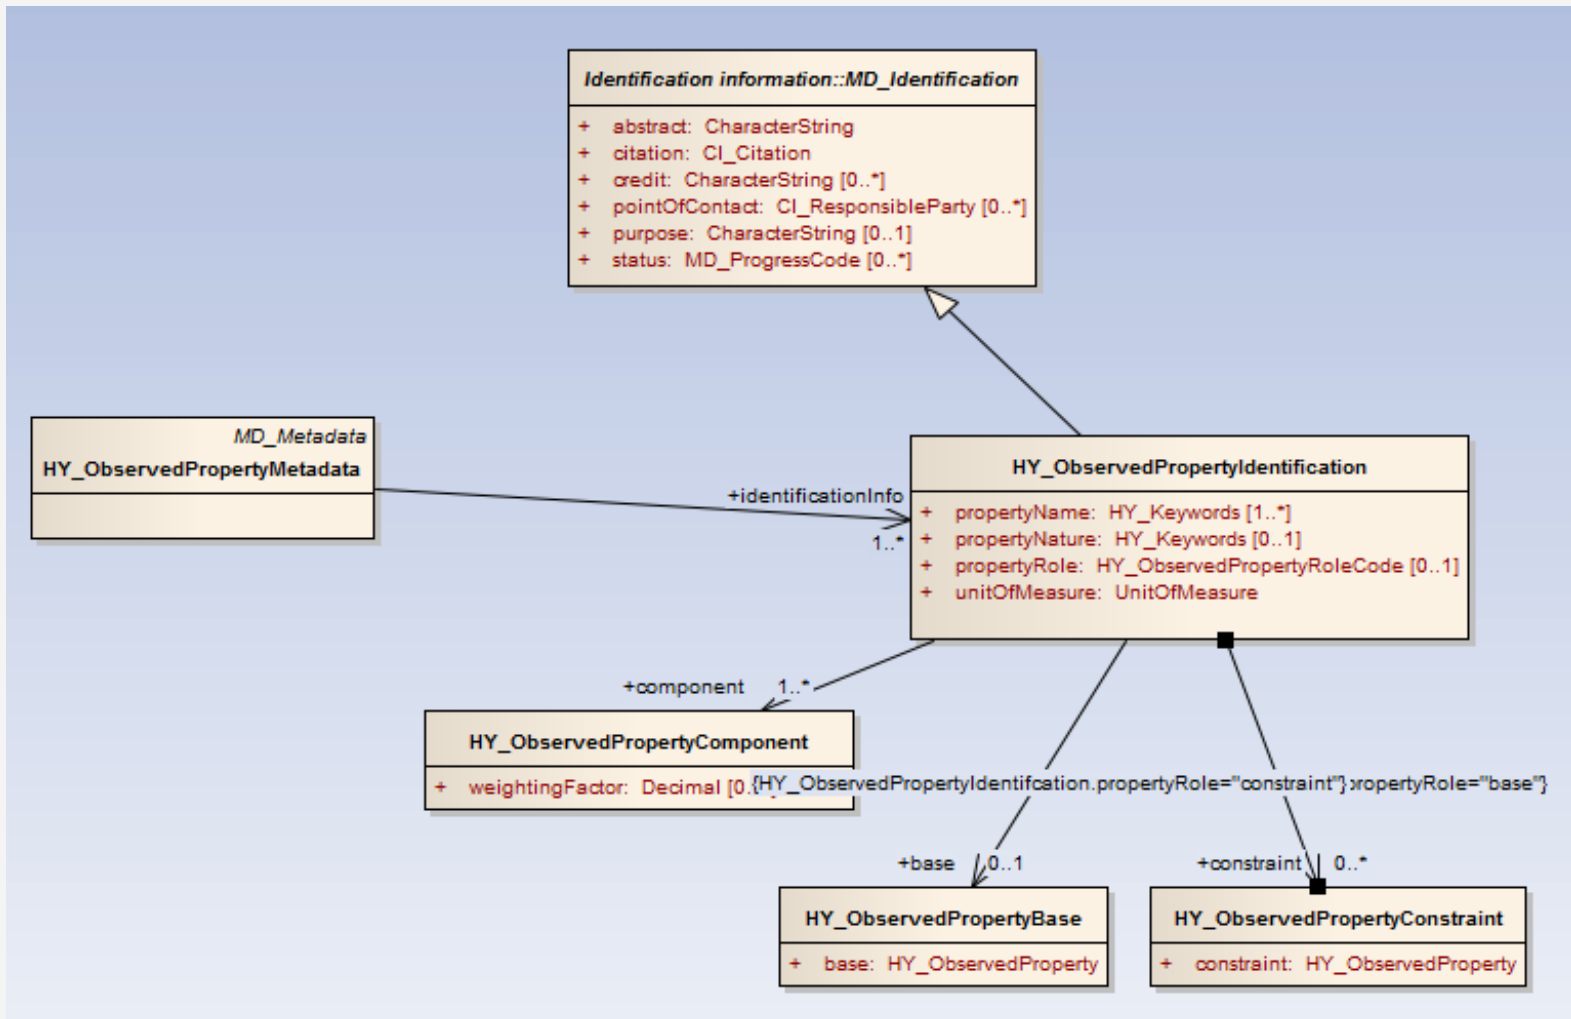 Identification information::MD_Identification
+ abstract: CharacterString
+ citation: CI_Citation
+ credit: CharacterString [0..*]
+ pointOfContact: CI_ResponsibleParty [0..*]
+ purpose: CharacterString [0..1]
+ status: MD_ProgressCode [0..*]
MD_Metadata
HY_ObservedPropertyMetadata
+identificationInfo
1..*
HY_ObservedPropertyIdentification
+ propertyName: HY_Keywords [1..*]
+ propertyNature: HY_Keywords [0..1]
+ propertyRole: HY_ObservedPropertyRoleCode [0..1]
+ unitOfMeasure: UnitOfMeasure
+component 1..*
HY_ObservedPropertyComponent
+ weightingFactor: Decimal [0..
{HY_ObservedPropertyIdentifcation.propertyRole="constraint"}
propertyRole="base"}
+base 0..1
+constraint 0..*
HY_ObservedPropertyBase
+ base: HY_ObservedProperty
HY_ObservedPropertyConstraint
+ constraint: HY_ObservedProperty